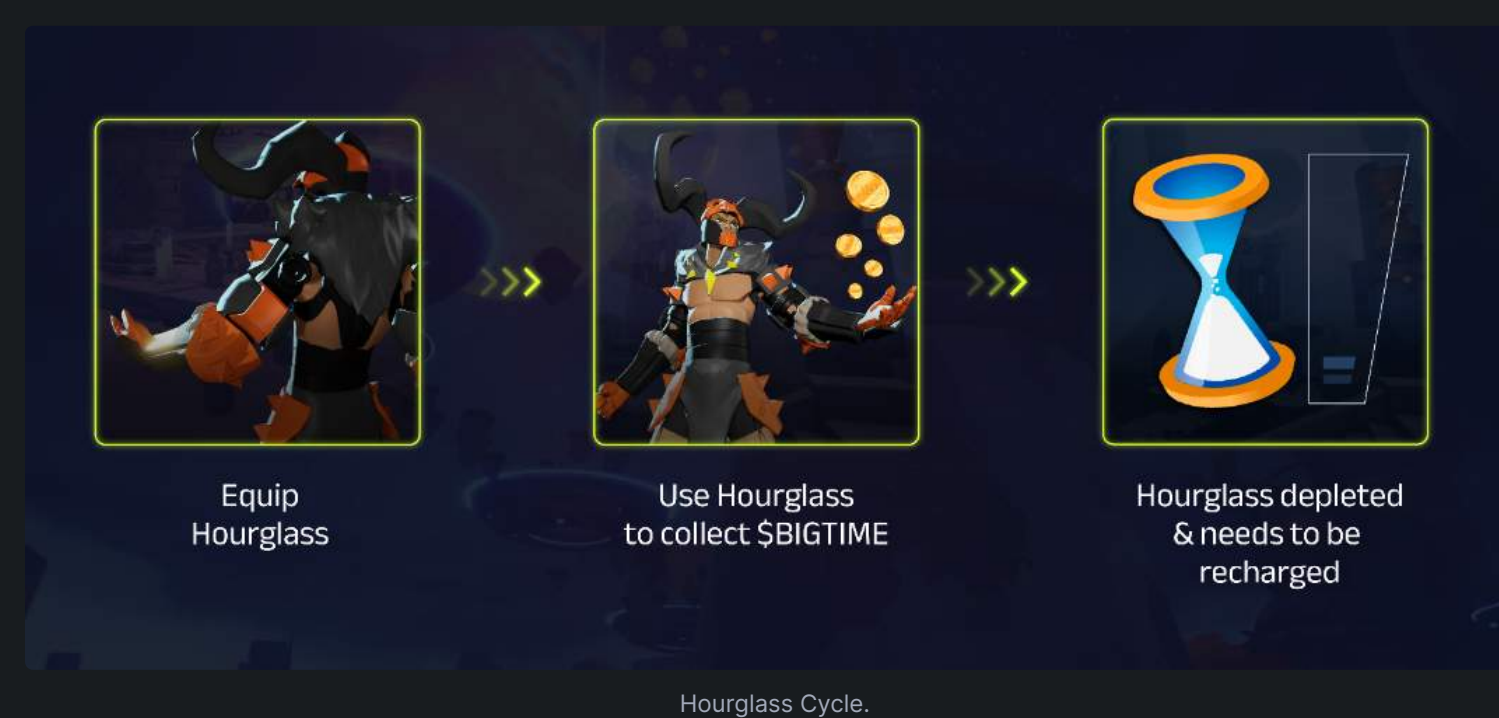 Equip
Hourglass
Use Hourglass
to collect $BIGTIME
Hourglass depleted
& needs to be
recharged
Hourglass Cycle.